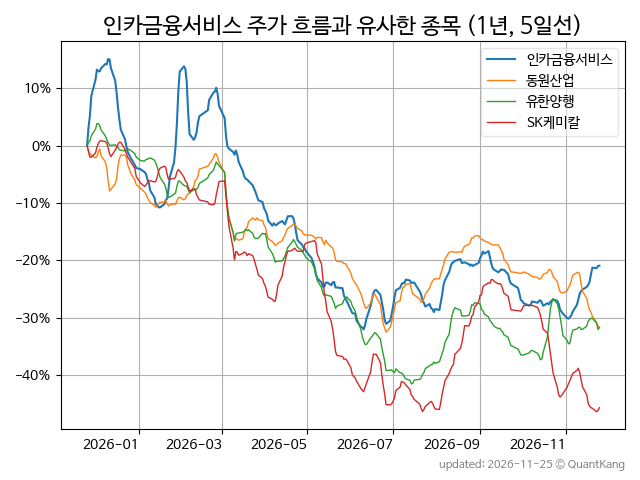 인카금융서비스 주가 흐름과 유사한 종목 (1년, 5일선)
인카금융서비스
동원산업
유한양행
SK케미칼
10%
0%
−10%
−20%
−30%
−40%
2026-01
2026-03
2026-05
2026-07
2026-09
2026-11
updated: 2026-11-25 © QuantKang